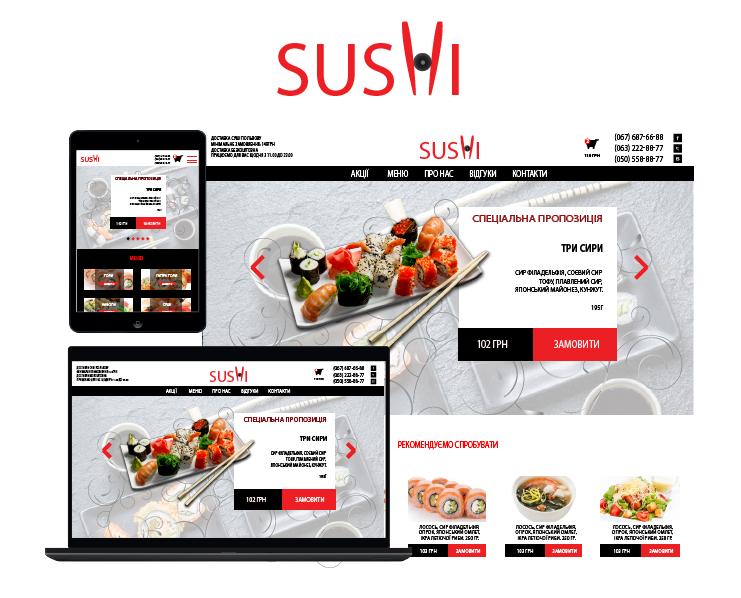 SUSHI
ДОСТАВКА СУШІ ПО ЛЬВОВУ
МІНІМАЛЬНЕ ЗАМОВЛЕННЯ 140ГРН
ДОСТАВКА БЕЗКОШТОВНА
ПРАЦЮЄМО ДЛЯ ВАС ЩОДНЯ З 11.00 ДО 23.00
SUSHI
118 ГРН
(067) 687-66-88
(063) 222-88-77
(050) 558-88-77
АКЦІЇ МЕНЮ ПРО НАС ВІДГУКИ КОНТАКТИ
СПЕЦІАЛЬНА ПРОПОЗИЦІЯ
ТРИ СИРИ
СИР ФІЛАДЕЛЬФІЯ, СОЄВИЙ СИР
ТОФУ, ПЛАВЛЕНИЙ СИР,
ЯПОНСЬКИЙ МАЙОНЕЗ, КУНЖУТ.
195Г
102 ГРН ЗАМОВИТИ
SUSHI
СПЕЦІАЛЬНА ПРОПОЗИЦІЯ
ТРИ СИРИ
102 ГРН ЗАМОВИТИ
МЕНЮ
SUSHI
(067) 687-66-88
(063) 222-88-77
(050) 558-88-77
АКЦІЇ МЕНЮ ПРО НАС ВІДГУКИ КОНТАКТИ
СПЕЦІАЛЬНА ПРОПОЗИЦІЯ
ТРИ СИРИ
СИР ФІЛАДЕЛЬФІЯ, СОЄВИЙ СИР
ТОФУ, ПЛАВЛЕНИЙ СИР,
ЯПОНСЬКИЙ МАЙОНЕЗ, КУНЖУТ.
195Г
102 ГРН ЗАМОВИТИ
РЕКОМЕНДУЄМО СПРОБУВАТИ
ЛОСОСЬ, СИР ФІЛАДЕЛЬФІЯ,
ОГІРОК, ЯПОНСЬКИЙ ОМЛЕТ,
ІКРА ЛЕТЮЧОЇ РИБИ. 250 ГР.
102 ГРН ЗАМОВИТИ
ЛОСОСЬ, СИР ФІЛАДЕЛЬФІЯ,
ОГІРОК, ЯПОНСЬКИЙ ОМЛЕТ,
ІКРА ЛЕТЮЧОЇ РИБИ. 250 ГР.
102 ГРН ЗАМОВИТИ
ЛОСОСЬ, СИР ФІЛАДЕЛЬФІЯ,
ОГІРОК, ЯПОНСЬКИЙ ОМЛЕТ,
ІКРА ЛЕТЮЧОЇ РИБИ. 250 ГР.
102 ГРН ЗАМОВИТИ